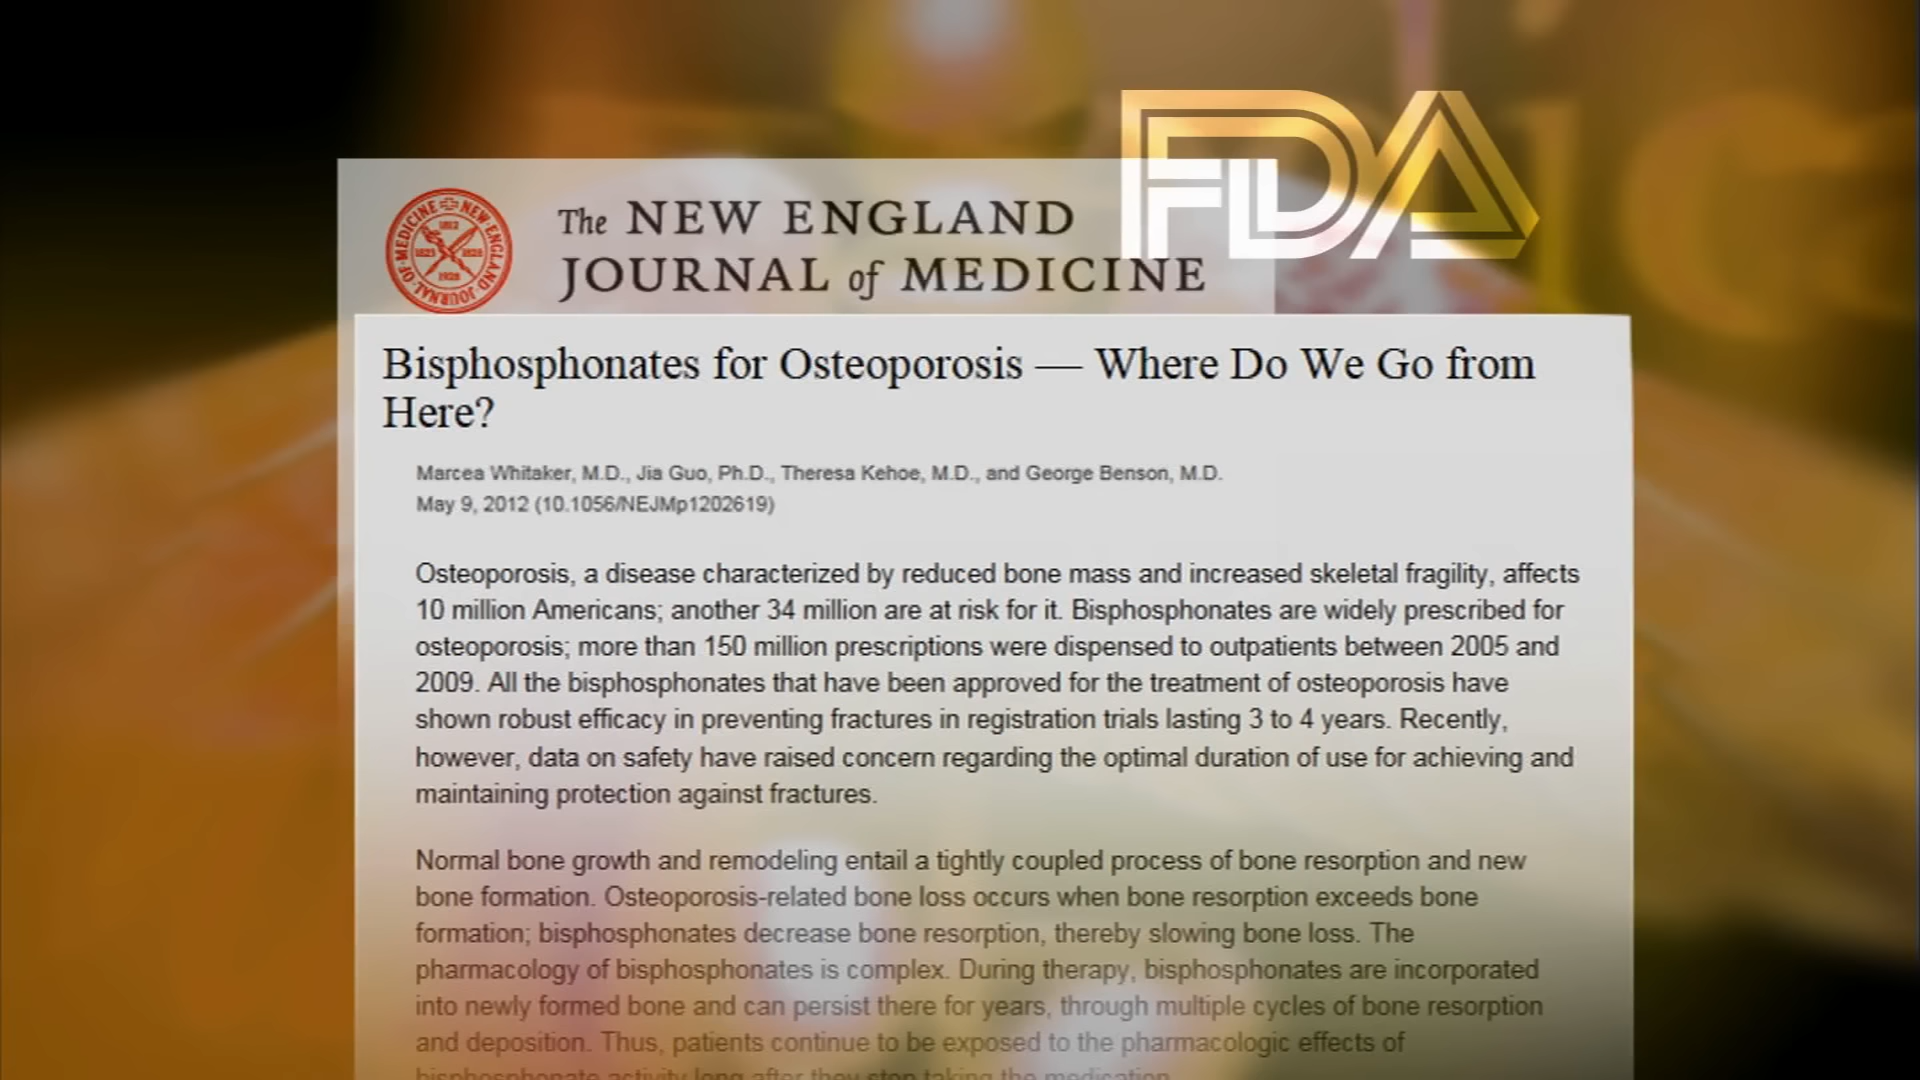 FDA
The NEW ENGLAND
JOURNAL of MEDICINE
Bisphosphonates for Osteoporosis — Where Do We Go from
Here?
Marcea Whitaker, M.D., Jia Guo, Ph.D., Theresa Kehoe, M.D., and George Benson, M.D.
May 9, 2012 (10.1056/NEJMp1202619)
Osteoporosis, a disease characterized by reduced bone mass and increased skeletal fragility, affects
10 million Americans; another 34 million are at risk for it. Bisphosphonates are widely prescribed for
osteoporosis; more than 150 million prescriptions were dispensed to outpatients between 2005 and
2009. All the bisphosphonates that have been approved for the treatment of osteoporosis have
shown robust efficacy in preventing fractures in registration trials lasting 3 to 4 years. Recently,
however, data on safety have raised concern regarding the optimal duration of use for achieving and
maintaining protection against fractures.
Normal bone growth and remodeling entail a tightly coupled process of bone resorption and new
bone formation. Osteoporosis-related bone loss occurs when bone resorption exceeds bone
formation; bisphosphonates decrease bone resorption, thereby slowing bone loss. The
pharmacology of bisphosphonates is complex. During therapy, bisphosphonates are incorporated
into newly formed bone and can persist there for years, through multiple cycles of bone resorption
and deposition. Thus, patients continue to be exposed to the pharmacologic effects of
bisphosphonate activity long after they stop taking the medication.